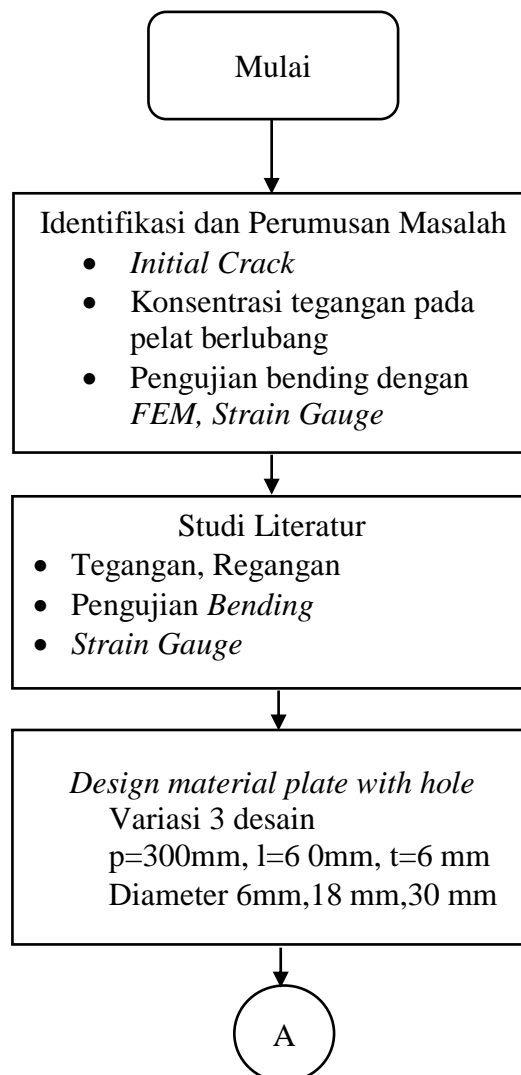 Mulai
Identifikasi dan Perumusan Masalah
• Initial Crack
• Konsentrasi tegangan pada
pelat berlubang
• Pengujian bending dengan
FEM, Strain Gauge
Studi Literatur
• Tegangan, Regangan
• Pengujian Bending
• Strain Gauge
Design material plate with hole
Variasi 3 desain
p=300mm, l=6 0mm, t=6 mm
Diameter 6mm,18 mm,30 mm
A